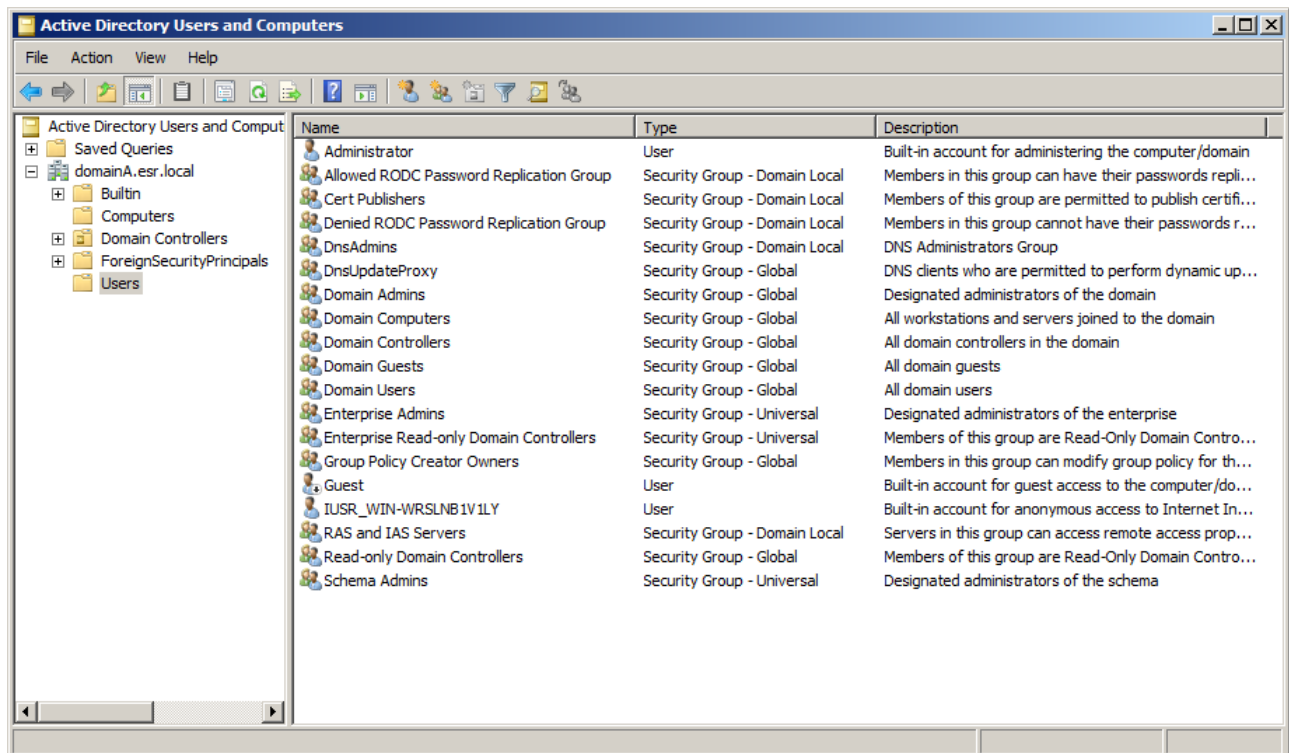 Active Directory Users and Computers
File Action View Help
Active Directory Users and Comput
Saved Queries
domainA.esr.local
Builtin
Computers
Domain Controllers
ForeignSecurityPrincipals
Users
Name Type Description
Administrator User Built-in account for administering the computer/domain
Allowed RODC Password Replication Group Security Group - Domain Local Members in this group can have their passwords repli...
Cert Publishers Security Group - Domain Local Members of this group are permitted to publish certifi...
Denied RODC Password Replication Group Security Group - Domain Local Members in this group cannot have their passwords r...
DnsAdmins Security Group - Domain Local DNS Administrators Group
DnsUpdateProxy Security Group - Global DNS clients who are permitted to perform dynamic up...
Domain Admins Security Group - Global Designated administrators of the domain
Domain Computers Security Group - Global All workstations and servers joined to the domain
Domain Controllers Security Group - Global All domain controllers in the domain
Domain Guests Security Group - Global All domain guests
Domain Users Security Group - Global All domain users
Enterprise Admins Security Group - Universal Designated administrators of the enterprise
Enterprise Read-only Domain Controllers Security Group - Universal Members of this group are Read-Only Domain Contro...
Group Policy Creator Owners Security Group - Global Members in this group can modify group policy for th...
Guest User Built-in account for guest access to the computer/do...
IUSR_WIN-WRSLNB1V1LY User Built-in account for anonymous access to Internet In...
RAS and IAS Servers Security Group - Domain Local Servers in this group can access remote access prop...
Read-only Domain Controllers Security Group - Global Members of this group are Read-Only Domain Contro...
Schema Admins Security Group - Universal Designated administrators of the schema